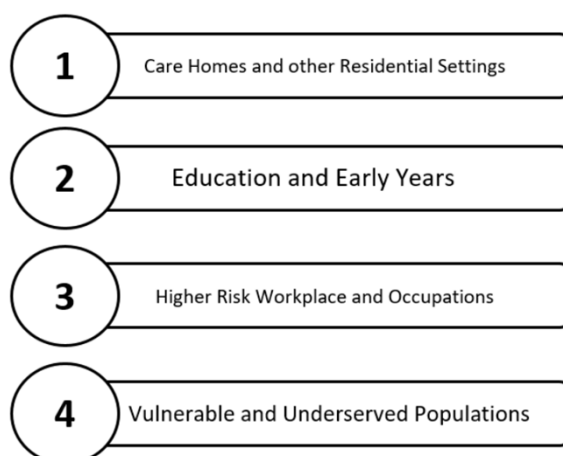 1
Care Homes and other Residential Settings
2
Education and Early Years
3
Higher Risk Workplace and Occupations
4
Vulnerable and Underserved Populations